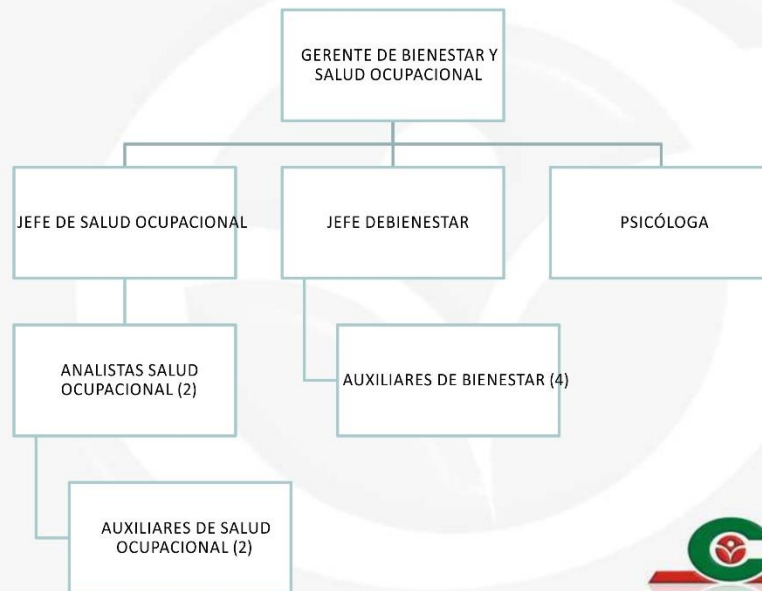 GERENTE DE BIENESTAR Y
SALUD OCUPACIONAL
JEFE DE SALUD OCUPACIONAL
JEFE DEBIENESTAR
PSICÓLOGA
ANALISTAS SALUD
OCUPACIONAL (2)
AUXILIARES DE BIENESTAR (4)
AUXILIARES DE SALUD
OCUPACIONAL (2)